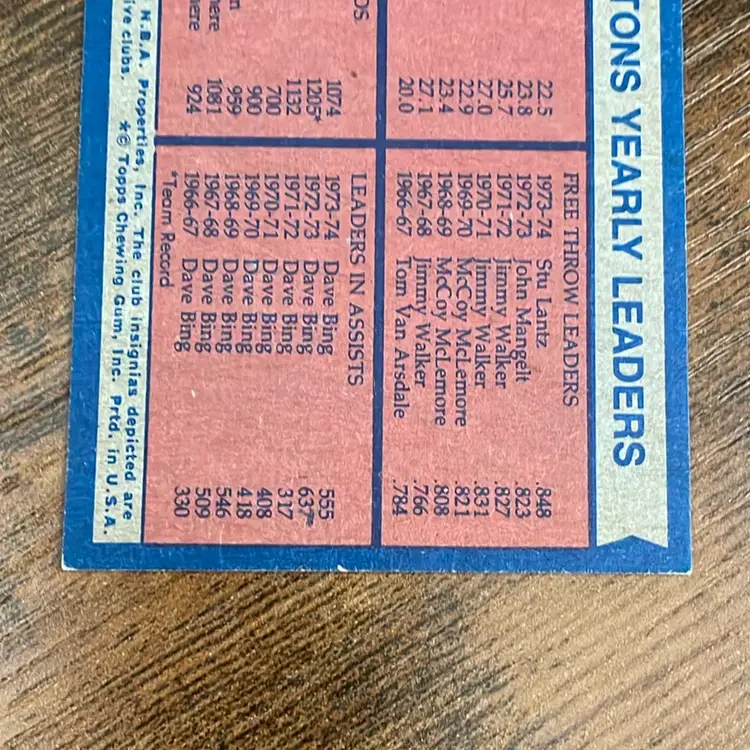 TONS YEARLY LEADERS
22.5
23.8
25.7
27.0
22.9
23.4
27.1
20.0
FREE THROW LEADERS
1973-74 Stu Lantz .848
1972-73 John Mangelt .823
1971-72 Jimmy Walker .827
1970-71 Jimmy Walker .831
1969-70 McCoy McLemore .821
1968-69 McCoy McLemore .808
1967-68 Jimmy Walker .766
1966-67 Tom Van Arsdale .784
DS
1074
1205*
1132
700
900
n 959
here 1081
here 924
LEADERS IN ASSISTS
1973-74 Dave Bing 555
1972-73 Dave Bing 637*
1971-72 Dave Bing 317
1970-71 Dave Bing 408
1969-70 Dave Bing 418
1968-69 Dave Bing 546
1967-68 Dave Bing 509
1966-67 Dave Bing 330
*Team Record
N.B.A. Properties, Inc. The club insignias depicted are
ive clubs. *© Topps Chewing Gum, Inc. Prtd. in U.S.A.